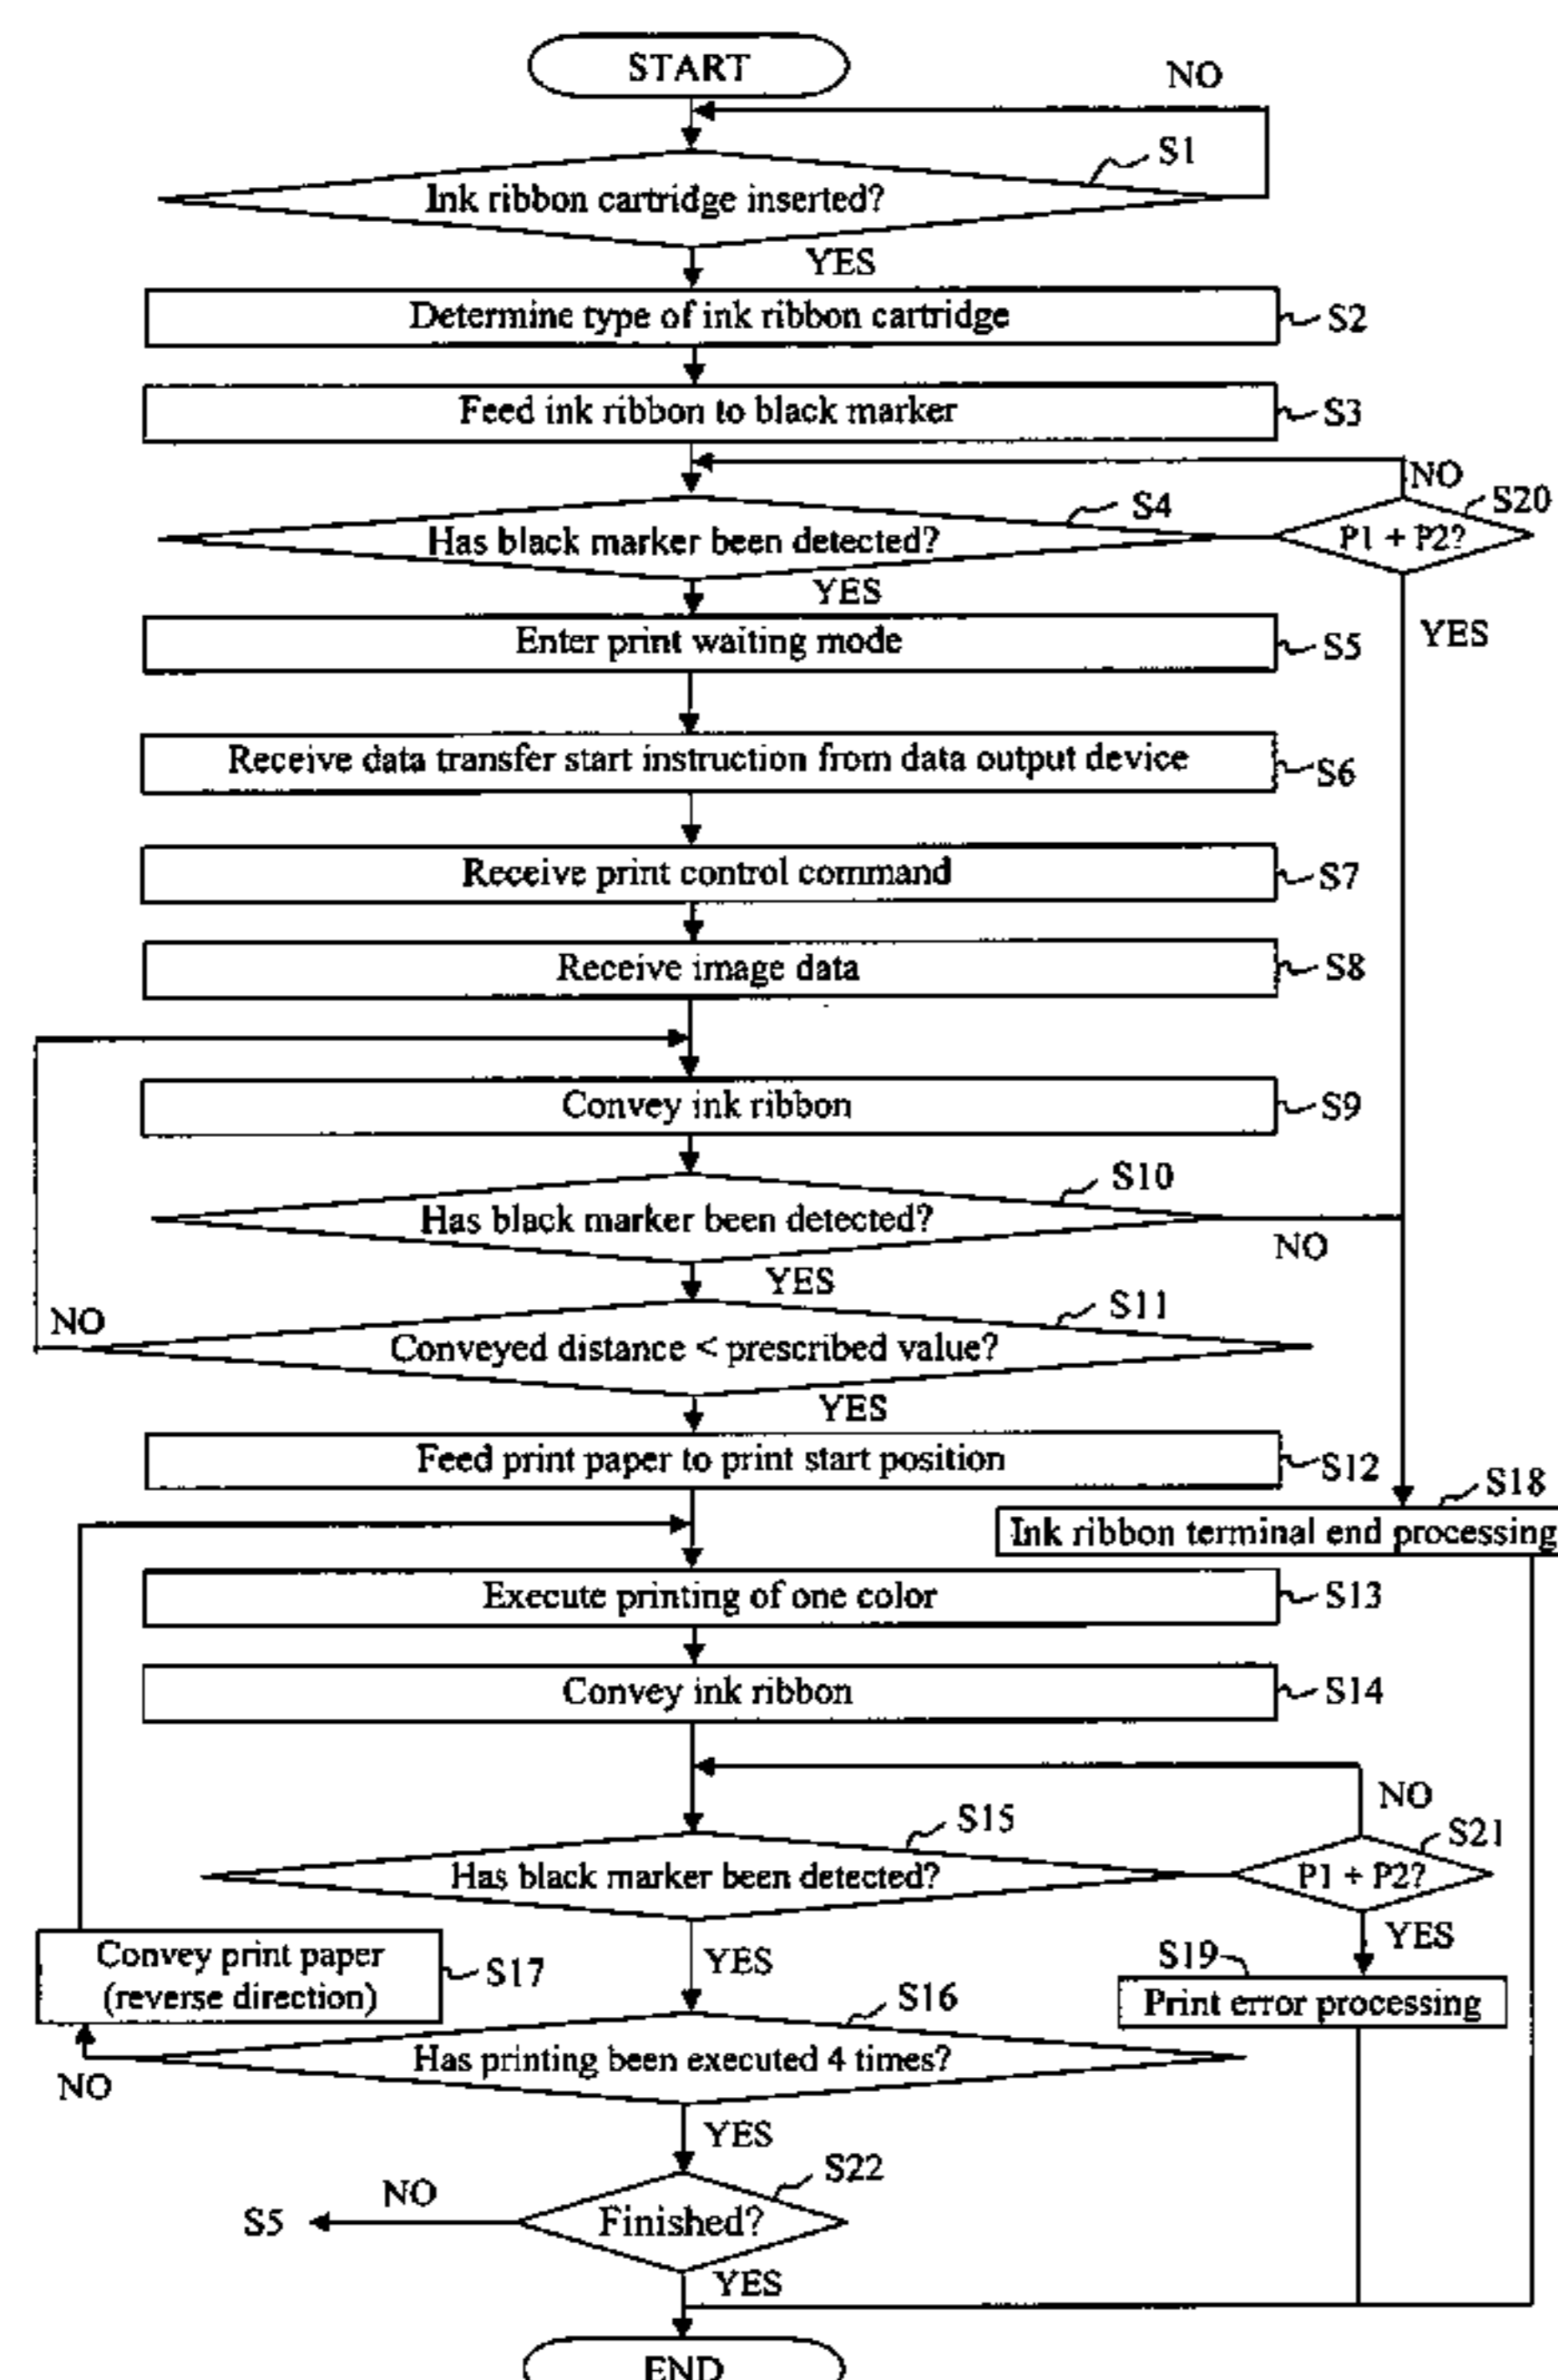 START
NO
S1
Ink ribbon cartridge inserted?
YES
Determine type of ink ribbon cartridge
S2
Feed ink ribbon to black marker
S3
NO
S20
S4
Has black marker been detected?
P1 + P2?
YES
YES
Enter print waiting mode
S5
Receive data transfer start instruction from data output device
S6
Receive print control command
S7
Receive image data
S8
Convey ink ribbon
S9
S10
Has black marker been detected?
NO
YES
S11
NO
Conveyed distance < prescribed value?
YES
Feed print paper to print start position
S12
S18
Ink ribbon terminal end processing
Execute printing of one color
S13
Convey ink ribbon
S14
NO
S15
S21
Has black marker been detected?
P1 + P2?
YES
Convey print paper
(reverse direction)
S17
YES
S19
Print error processing
S16
Has printing been executed 4 times?
NO
YES
S22
NO
S5
Finished?
YES
END